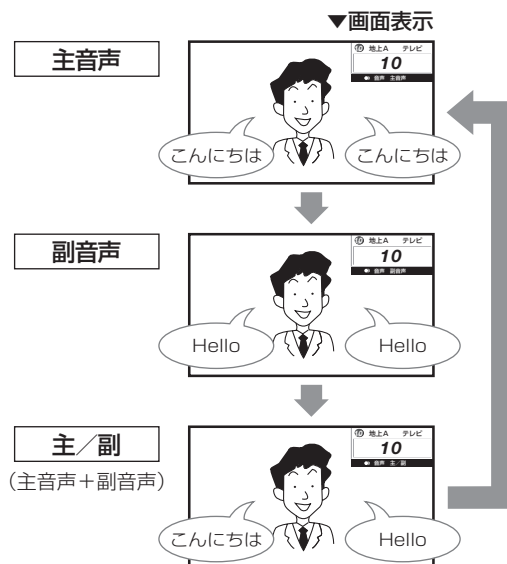 ▼画面表示
主音声
地上A テレビ
10
音声 主音声
こんにちは こんにちは
副音声
地上A テレビ
10
音声 副音声
Hello Hello
主／副
(主音声＋副音声)
地上A テレビ
10
音声 主／副
こんにちは Hello